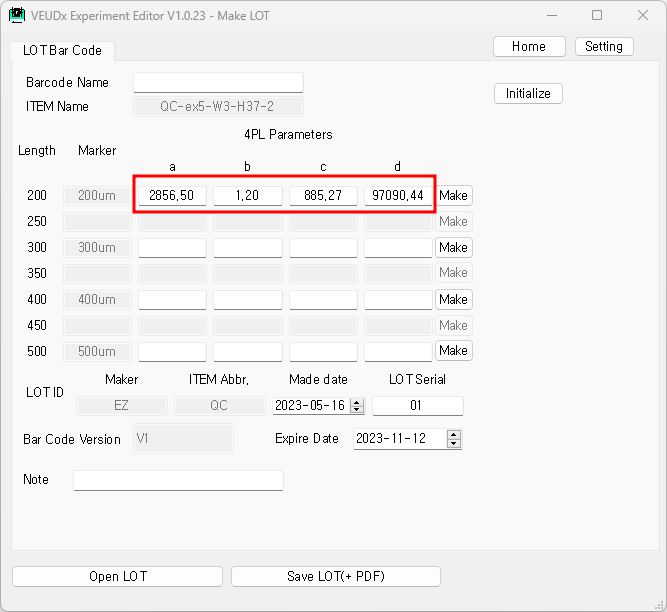 VEUDx Experiment Editor V1.0.23 - Make LOT
LOT Bar Code
Home
Setting
Barcode Name
Initialize
ITEM Name
QC-ex5-W3-H37-2
4PL Parameters
Length Marker
a b c d
200 200um 2856.50 1.20 885.27 97090.44 Make
250 Make
300 300um Make
350 Make
400 400um Make
450 Make
500 500um Make
Maker ITEM Abbr. Made date LOT Serial
LOT ID
EZ QC 2023-05-16 01
Bar Code Version V1 Expire Date 2023-11-12
Note
Open LOT Save LOT(+ PDF)